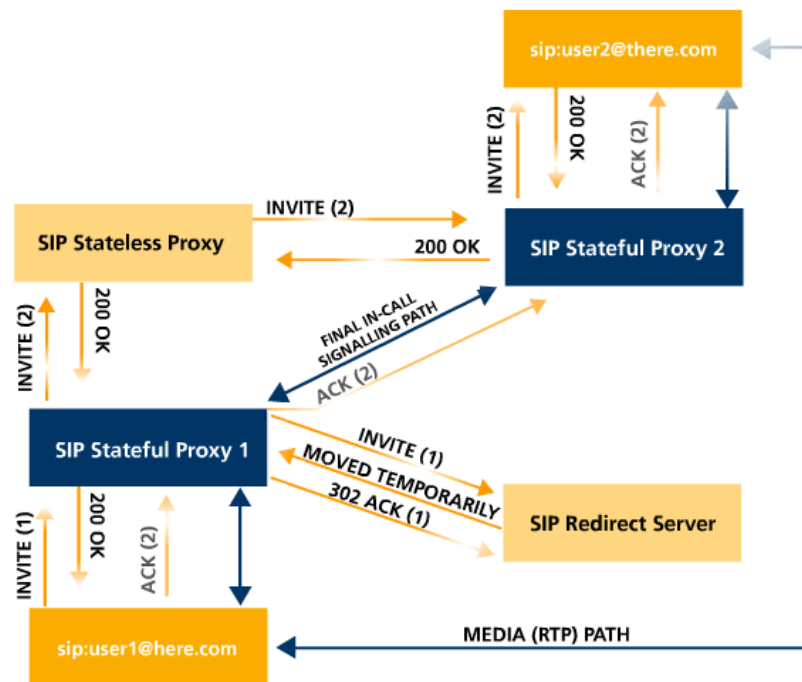 sip:user2@there.com
INVITE (2)
200 OK
ACK (2)
INVITE (2)
SIP Stateless Proxy
200 OK
SIP Stateful Proxy 2
INVITE (2)
200 OK
FINAL IN-CALL
SIGNALLING PATH
ACK (2)
SIP Stateful Proxy 1
INVITE (1)
MOVED TEMPORARILY
302 ACK (1)
SIP Redirect Server
INVITE (1)
200 OK
ACK (2)
sip:user1@here.com
MEDIA (RTP) PATH